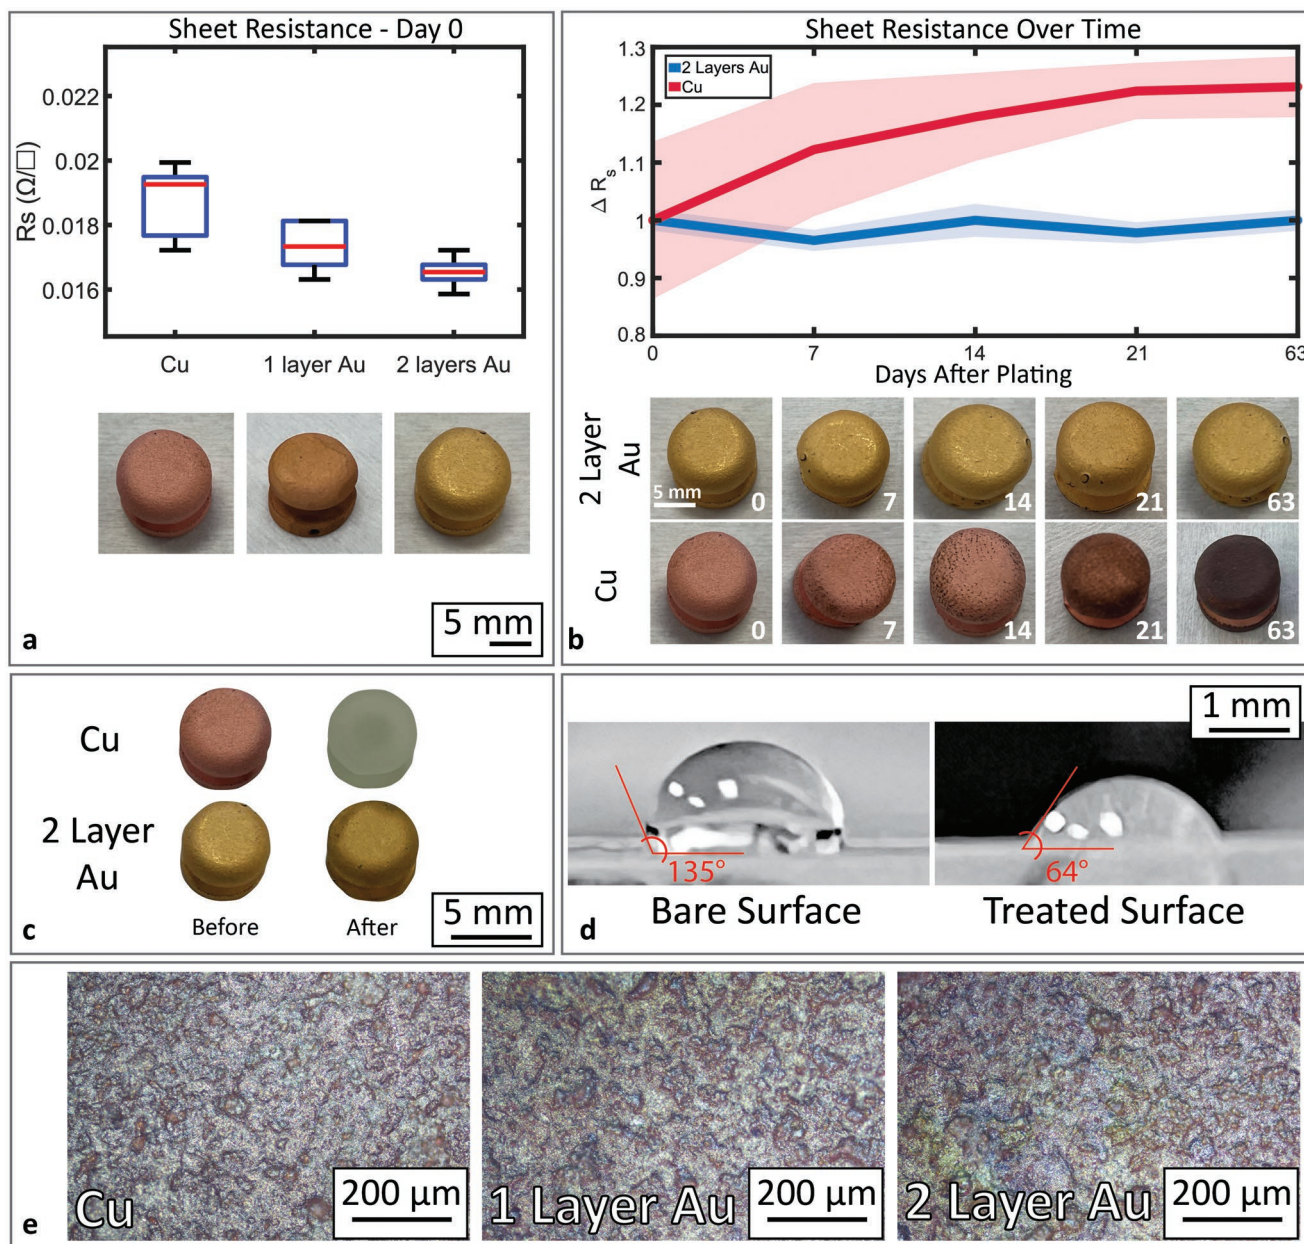 Sheet Resistance - Day 0
Rs (Ω/□)
0.022
0.02
0.018
0.016
Cu
1 layer Au
2 layers Au
5 mm
a
Sheet Resistance Over Time
2 Layers Au
Cu
Δ Rs
1.3
1.2
1.1
1
0.9
0.8
0
7
14
21
63
Days After Plating
2 Layer
Au
5 mm
0
7
14
21
63
Cu
0
7
14
21
63
b
Cu
2 Layer
Au
Before
After
5 mm
c
1 mm
135°
64°
Bare Surface
Treated Surface
d
Cu
200 µm
1 Layer Au
200 µm
2 Layer Au
200 µm
e